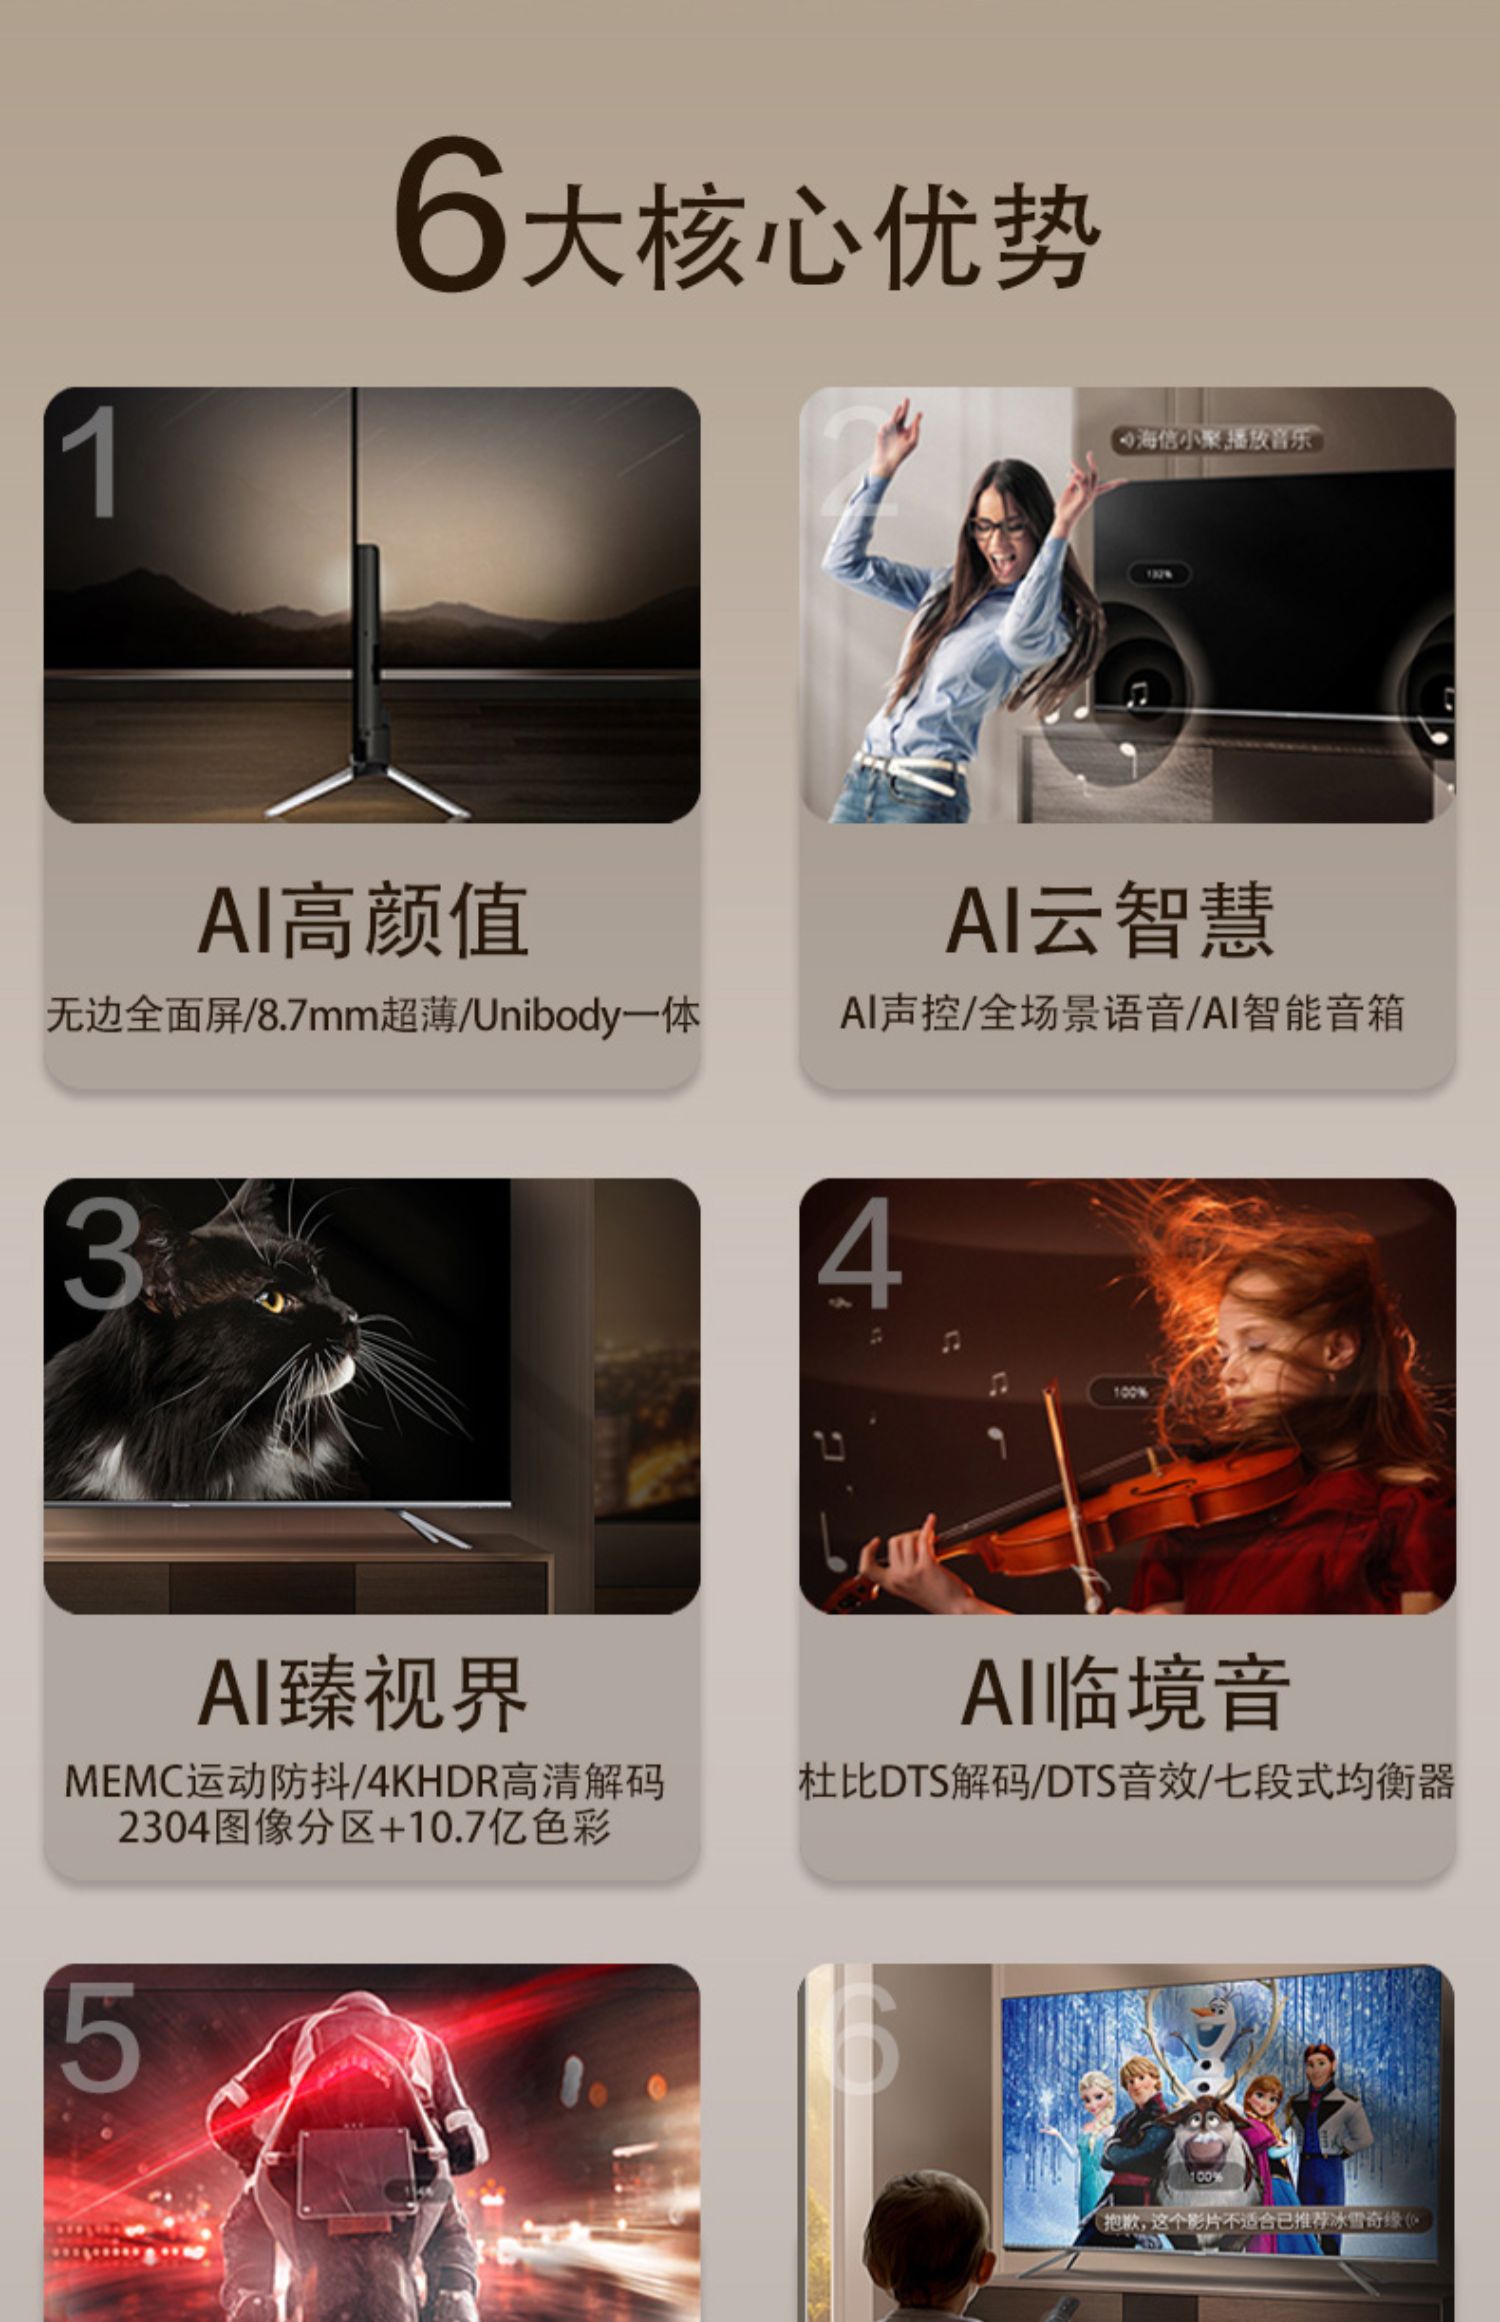 6大核心优势
1
2
海信小聚,播放音乐
132%
AI高颜值
无边全面屏/8.7mm超薄/Unibody一体
AI云智慧
AI声控/全场景语音/AI智能音箱
3
4
100%
AI臻视界
MEMC运动防抖/4KHDR高清解码
2304图像分区+10.7亿色彩
AI临境音
杜比DTS解码/DTS音效/七段式均衡器
5
6
100%
抱歉,这个影片不适合已推荐冰雪奇缘